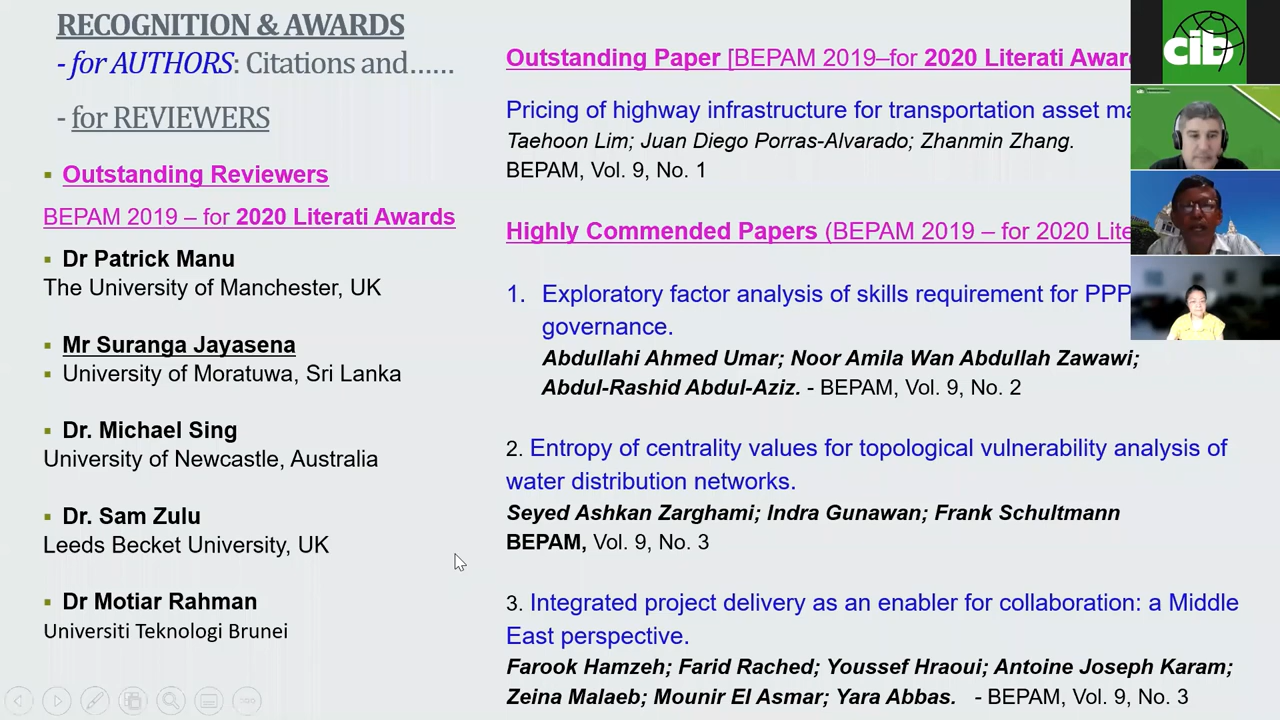 RECOGNITION & AWARDS
- for AUTHORS: Citations and……
- for REVIEWERS
Outstanding Reviewers
BEPAM 2019 – for 2020 Literati Awards
Dr Patrick Manu
The University of Manchester, UK
Mr Suranga Jayasena
University of Moratuwa, Sri Lanka
Dr. Michael Sing
University of Newcastle, Australia
Dr. Sam Zulu
Leeds Becket University, UK
Dr Motiar Rahman
Universiti Teknologi Brunei
Outstanding Paper [BEPAM 2019–for 2020 Literati Awar
Pricing of highway infrastructure for transportation asset ma
Taehoon Lim; Juan Diego Porras-Alvarado; Zhanmin Zhang.
BEPAM, Vol. 9, No. 1
Highly Commended Papers (BEPAM 2019 – for 2020 Lite
1. Exploratory factor analysis of skills requirement for PPP
governance.
Abdullahi Ahmed Umar; Noor Amila Wan Abdullah Zawawi;
Abdul-Rashid Abdul-Aziz. - BEPAM, Vol. 9, No. 2
2. Entropy of centrality values for topological vulnerability analysis of
water distribution networks.
Seyed Ashkan Zarghami; Indra Gunawan; Frank Schultmann
BEPAM, Vol. 9, No. 3
3. Integrated project delivery as an enabler for collaboration: a Middle
East perspective.
Farook Hamzeh; Farid Rached; Youssef Hraoui; Antoine Joseph Karam;
Zeina Malaeb; Mounir El Asmar; Yara Abbas. - BEPAM, Vol. 9, No. 3
cib